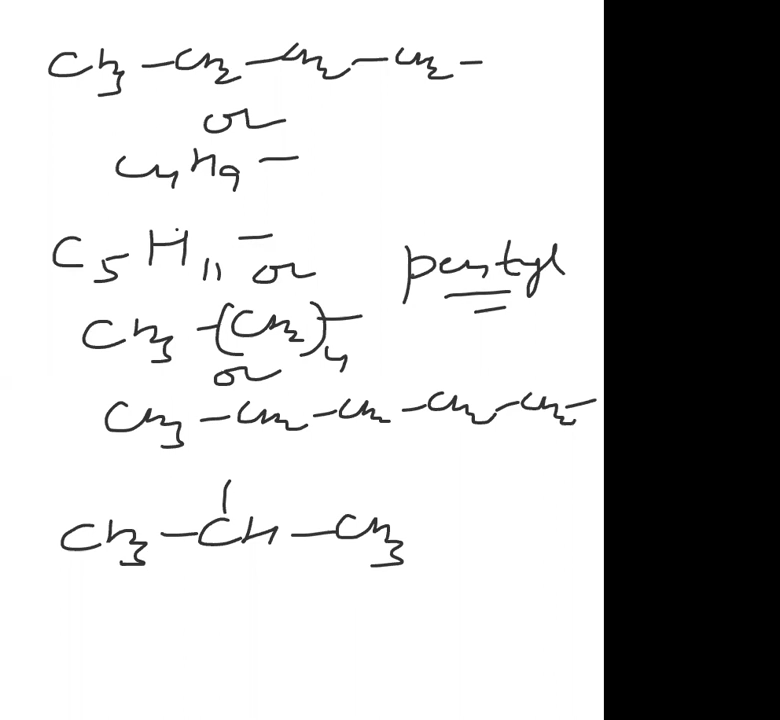 CH3 - CH2 - CH2 - CH2 -
or
C4H9 -
C5H11 - or pentyl
CH3 -(CH2)4 -
or
CH3 - CH2 - CH2 - CH2 - CH2 -
|
CH3 - CH - CH3